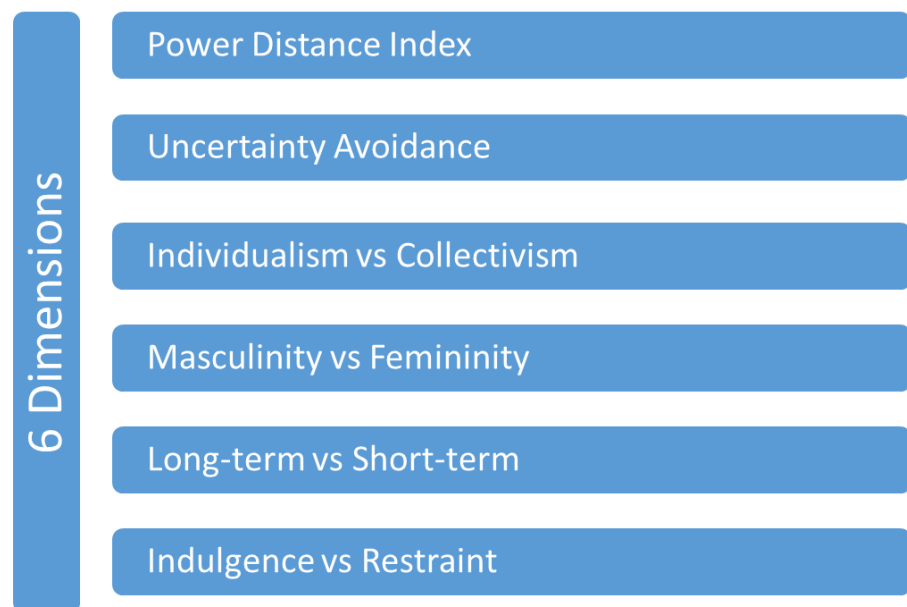 6 Dimensions
Power Distance Index
Uncertainty Avoidance
Individualism vs Collectivism
Masculinity vs Femininity
Long-term vs Short-term
Indulgence vs Restraint